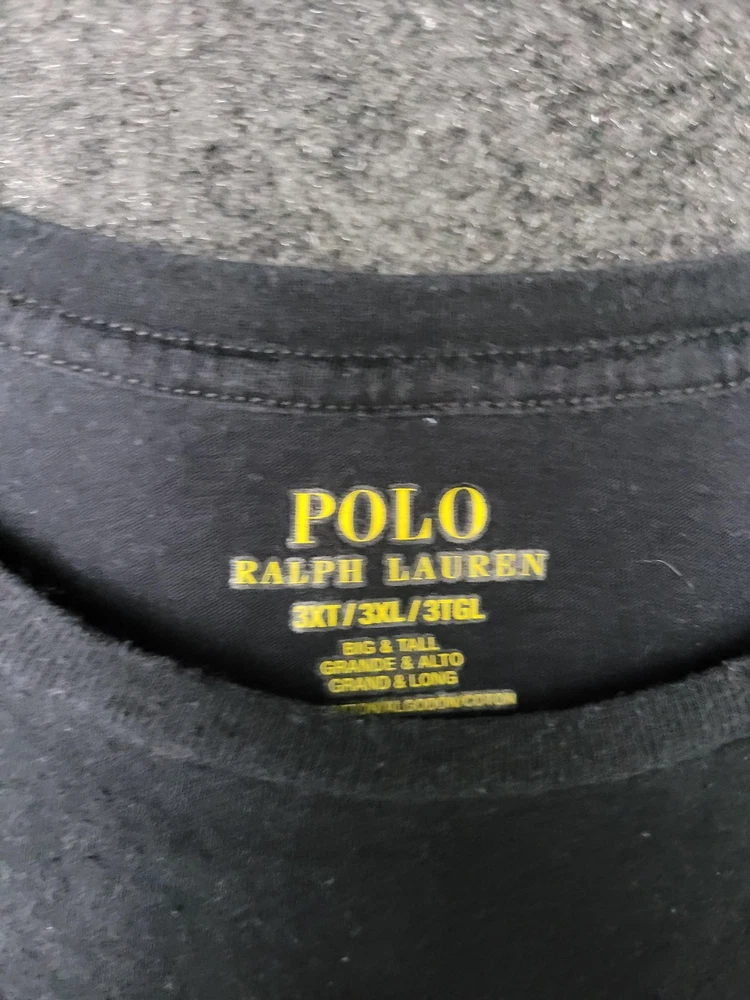 POLO
RALPH LAUREN
3XT/3XL/3TGL
BIG & TALL
GRANDE & ALTO
GRAND & LONG